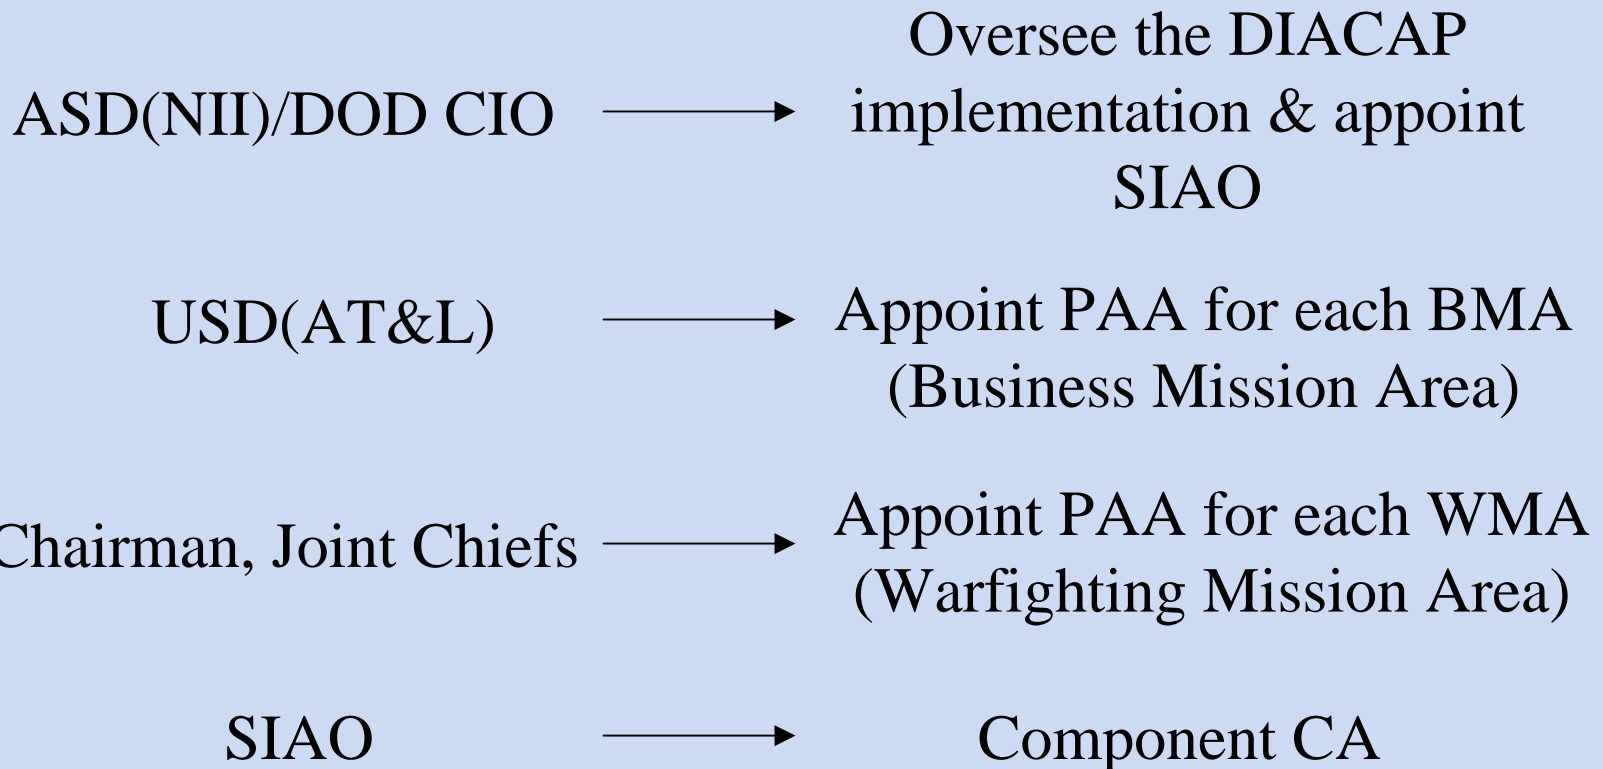 Oversee the DIACAP
ASD(NII)/DOD CIO implementation & appoint
SIAO
USD(AT&L) Appoint PAA for each BMA
(Business Mission Area)
Chairman, Joint Chiefs Appoint PAA for each WMA
(Warfighting Mission Area)
SIAO Component CA